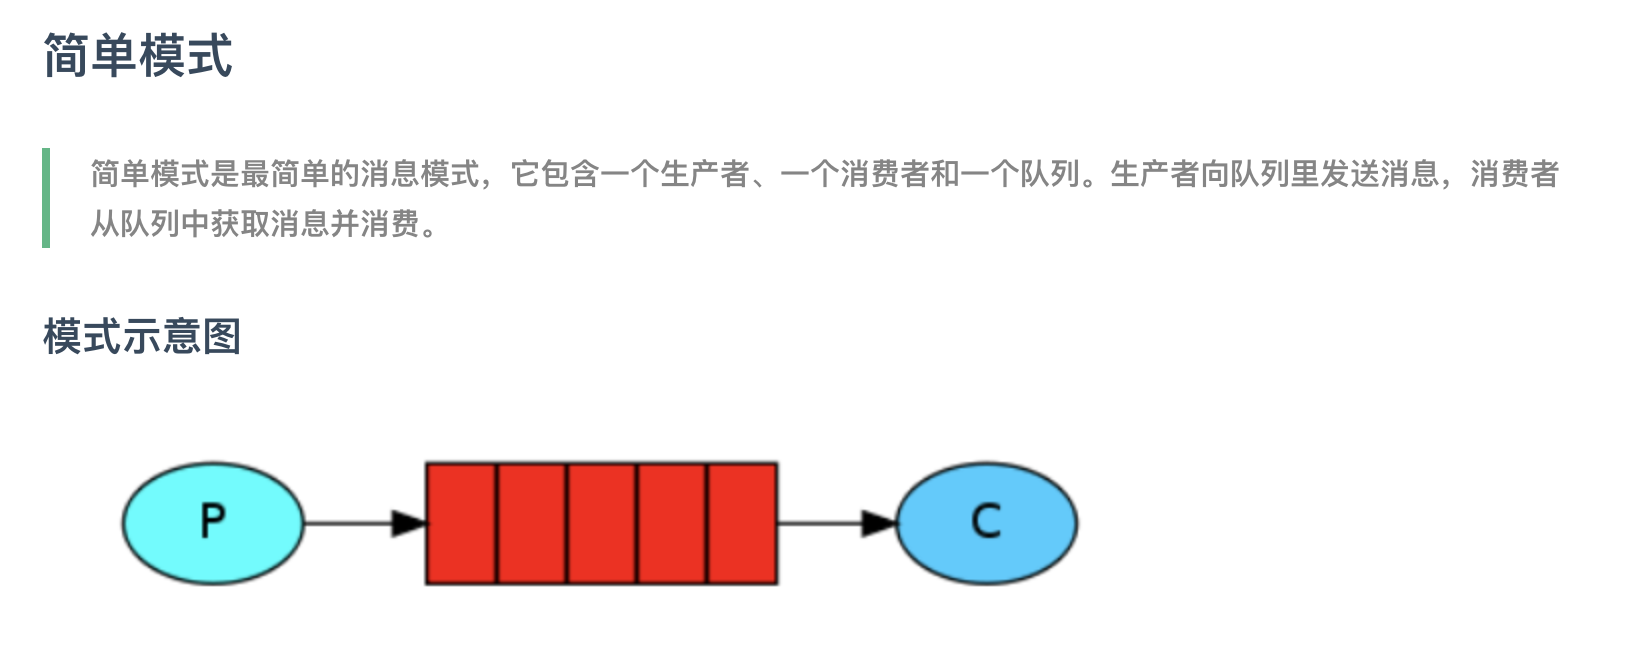 简单模式
简单模式是最简单的消息模式，它包含一个生产者、一个消费者和一个队列。生产者向队列里发送消息，消费者
从队列中获取消息并消费。
模式示意图
P
C